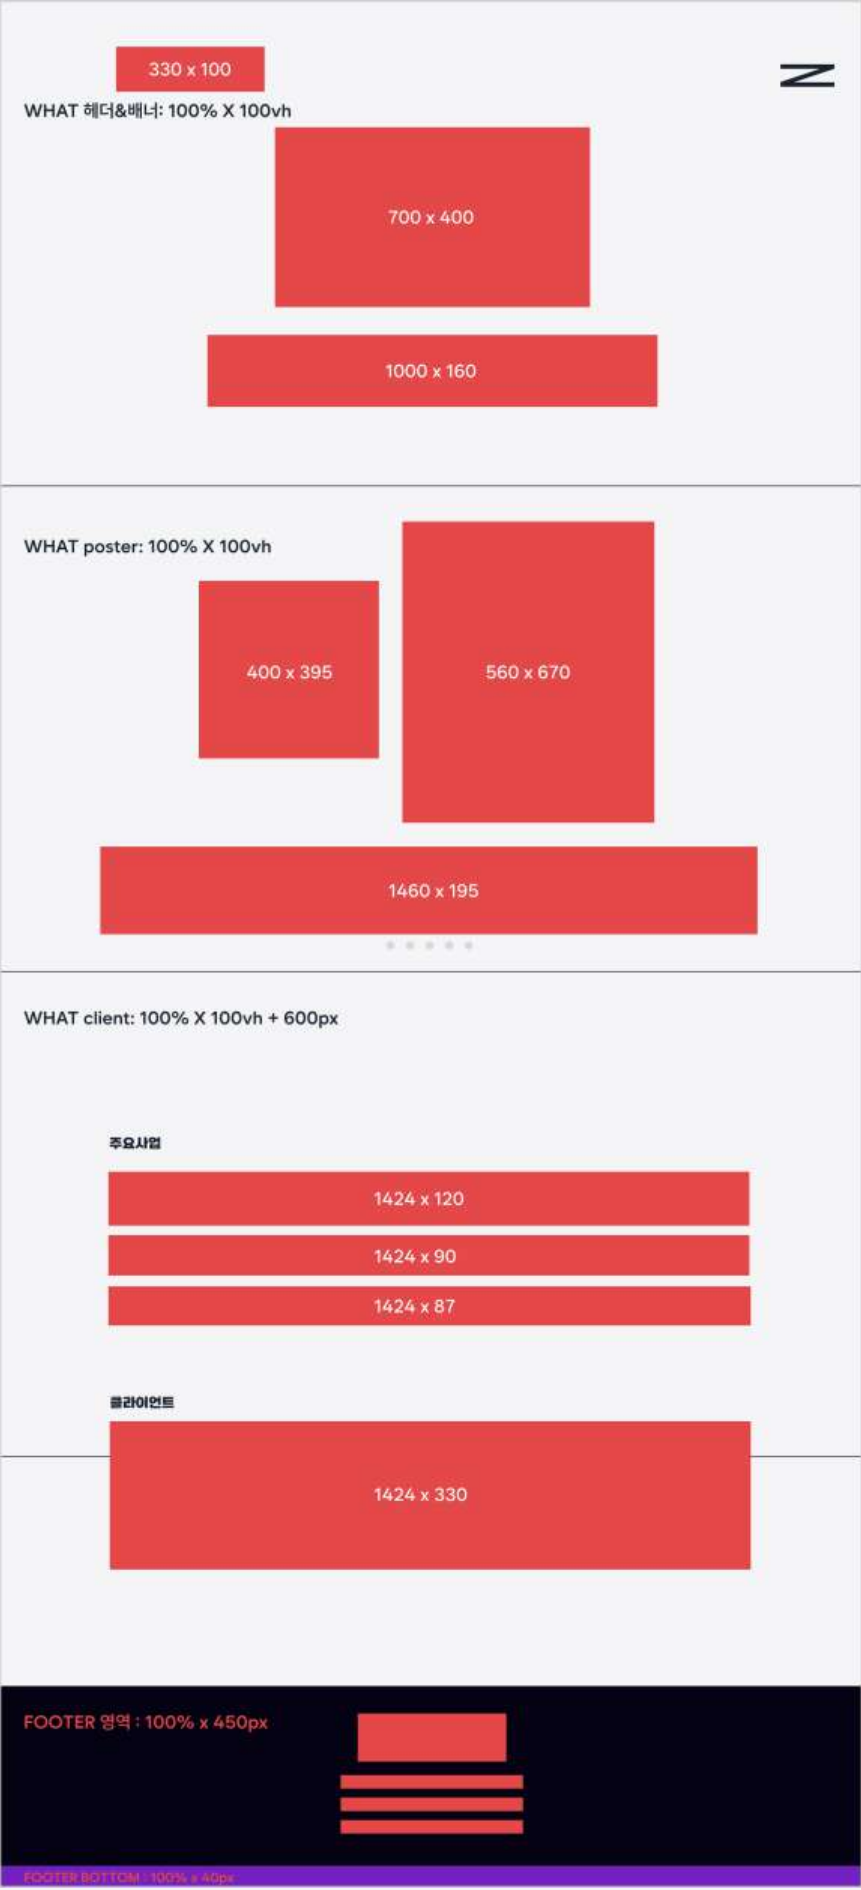 330 x 100
WHAT 헤더&배너: 100% X 100vh
700 x 400
1000 x 160
WHAT poster: 100% X 100vh
400 x 395
560 x 670
1460 x 195
WHAT client: 100% X 100vh + 600px
주요사업
1424 x 120
1424 x 90
1424 x 87
클라이언트
1424 x 330
FOOTER 영역 : 100% x 450px
FOOTER BOTTOM : 100% x 40px